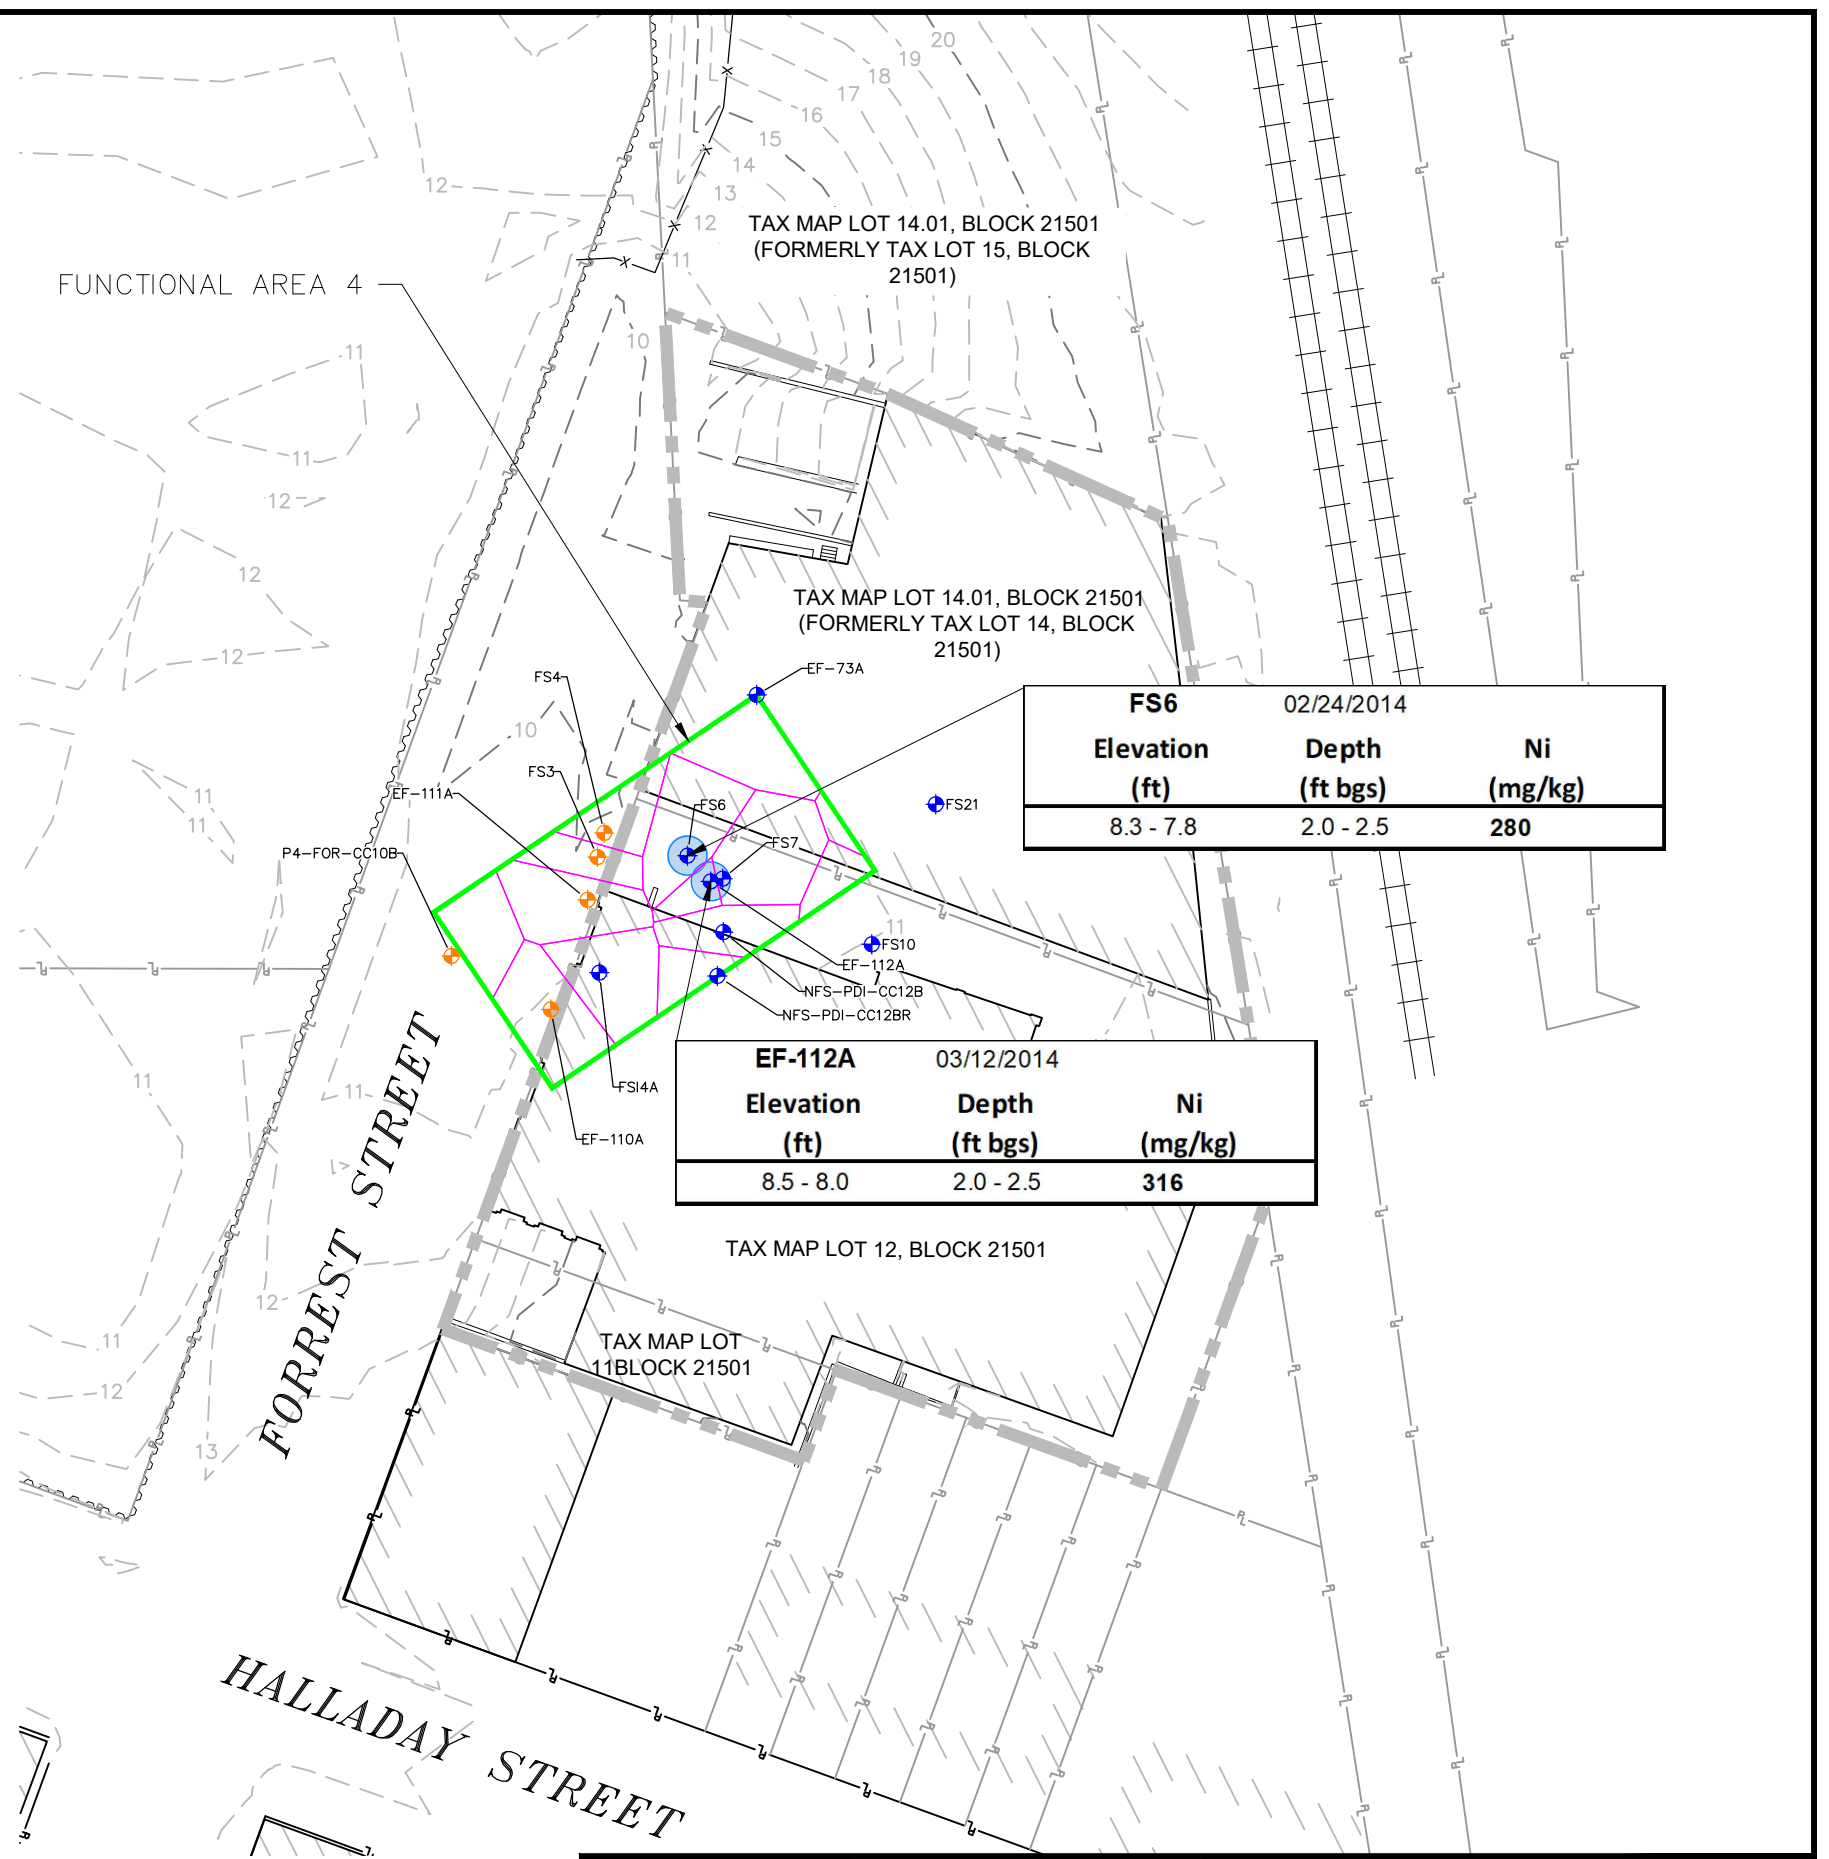 20
19
18
17
16
15
14
13
12
12
11
10
TAX MAP LOT 14.01, BLOCK 21501
(FORMERLY TAX LOT 15, BLOCK
21501)
FUNCTIONAL AREA 4
11
11
12
12
12
TAX MAP LOT 14.01, BLOCK 21501
(FORMERLY TAX LOT 14, BLOCK
21501)
EF-73A
FS4
10
FS3
EF-111A
11
11
P4-FOR-CC10B
FS6
FS7
FS21
FS6 02/24/2014
Elevation Depth Ni
(ft) (ft bgs) (mg/kg)
8.3 - 7.8 2.0 - 2.5 280
11
FS10
EF-112A
NFS-PDI-CC12B
NFS-PDI-CC12BR
FS14A
EF-110A
11
11
EF-112A 03/12/2014
Elevation Depth Ni
(ft) (ft bgs) (mg/kg)
8.5 - 8.0 2.0 - 2.5 316
TAX MAP LOT 12, BLOCK 21501
12
11
12
13
TAX MAP LOT
11BLOCK 21501
FORREST STREET
HALLADAY STREET